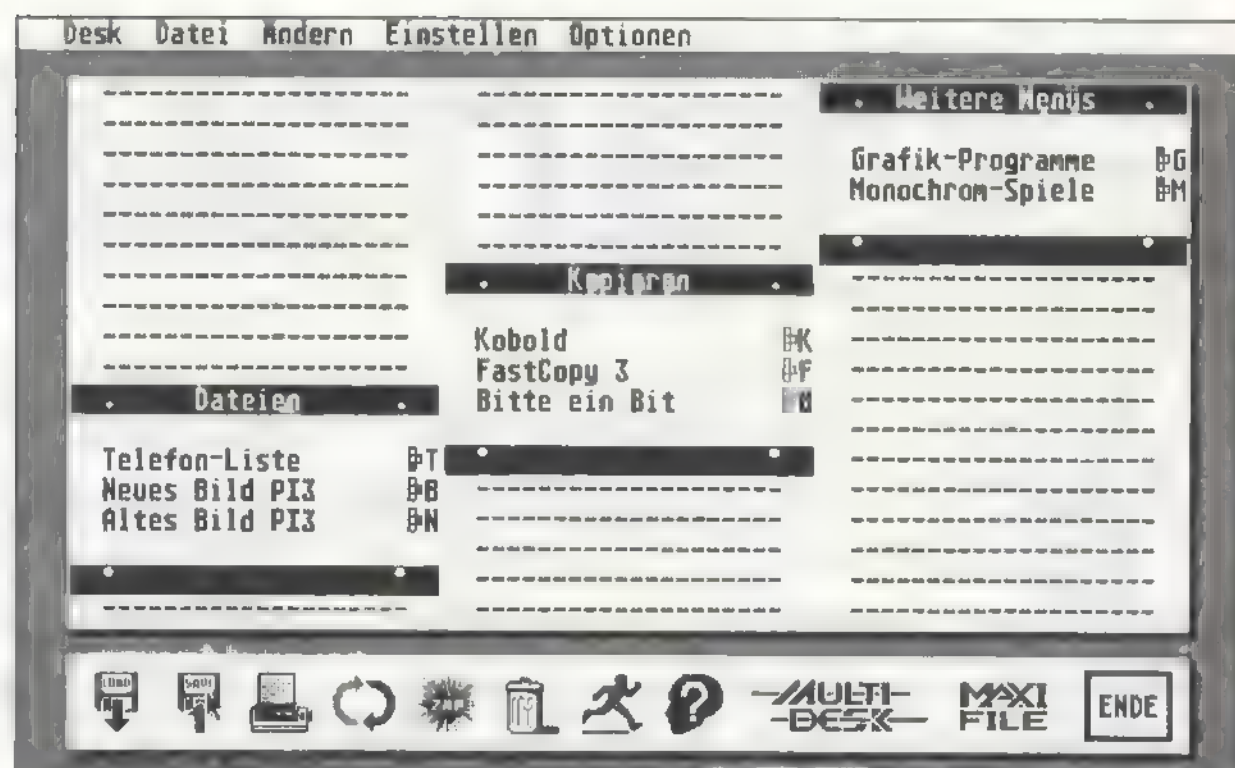 Desk Datei Ändern Einstellen Optionen
Dateien
Telefon-Liste T
Neues Bild PI3 B
Altes Bild PI3 N
Kopieren
Kobold K
FastCopy 3 F
Bitte ein Bit
Weitere Menüs
Grafik-Programme G
Monochrom-Spiele M
LOAD SAVE ZAP MULTI-DESK MAXI FILE ENDE